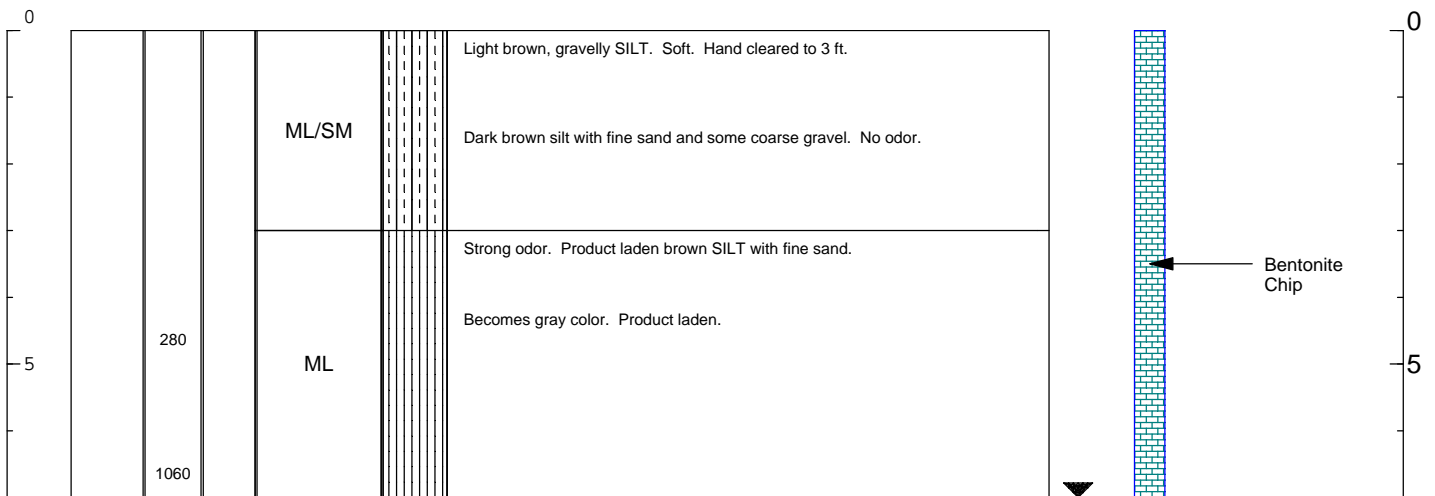 0
0
Light brown, gravelly SILT. Soft. Hand cleared to 3 ft.
ML/SM
Dark brown silt with fine sand and some coarse gravel. No odor.
Strong odor. Product laden brown SILT with fine sand.
Bentonite
Chip
Becomes gray color. Product laden.
280
5
ML
5
1060